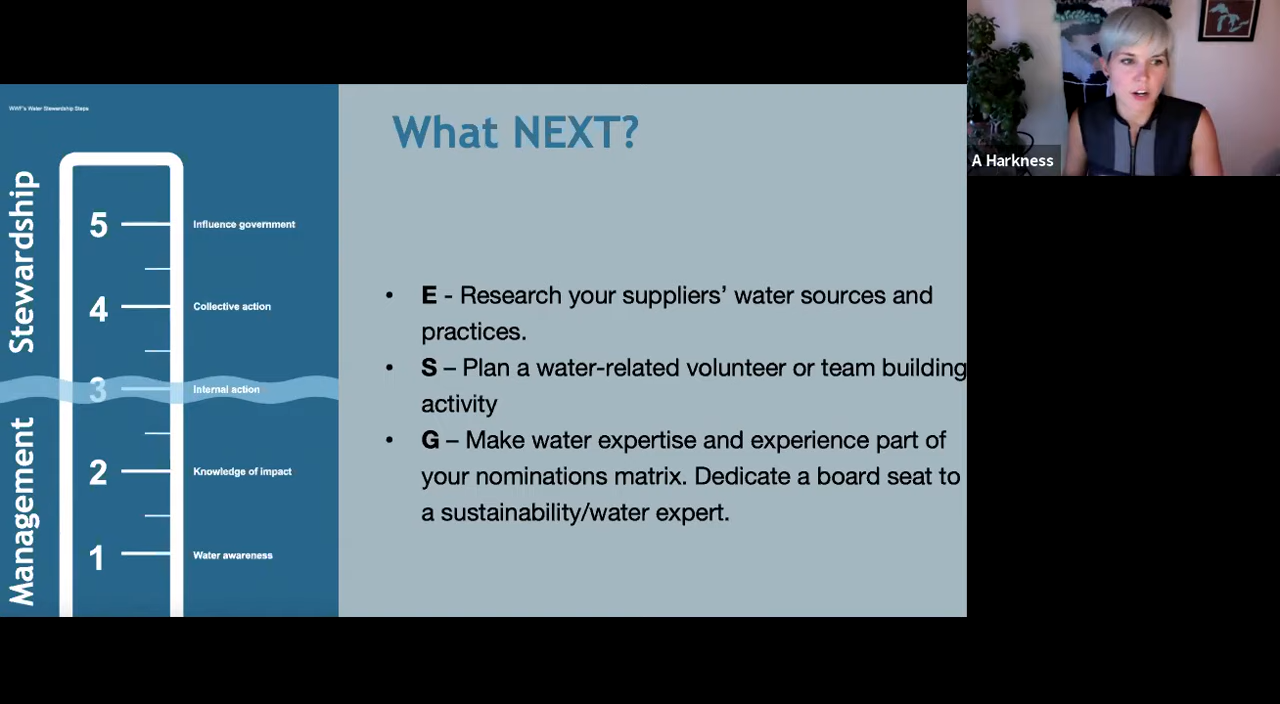 WWF's Water Stewardship Steps
Stewardship
Management
5 Influence government
4 Collective action
3 Internal action
2 Knowledge of impact
1 Water awareness
What NEXT?
• E - Research your suppliers’ water sources and
practices.
• S – Plan a water-related volunteer or team building
activity
• G – Make water expertise and experience part of
your nominations matrix. Dedicate a board seat to
a sustainability/water expert.
A Harkness